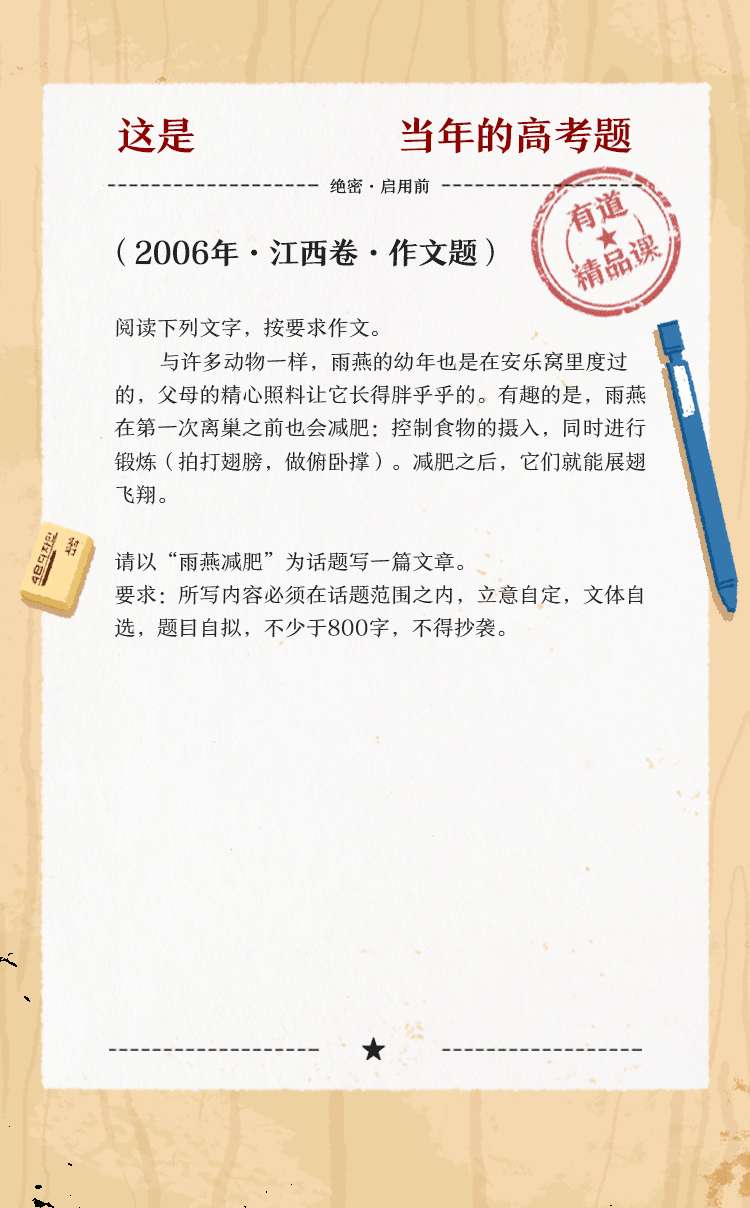 这是 当年的高考题
绝密·启用前
有道
精品课
（2006年·江西卷·作文题）
阅读下列文字，按要求作文。
与许多动物一样，雨燕的幼年也是在安乐窝里度过
的，父母的精心照料让它长得胖乎乎的。有趣的是，雨燕
在第一次离巢之前也会减肥：控制食物的摄入，同时进行
锻炼（拍打翅膀，做俯卧撑）。减肥之后，它们就能展翅
飞翔。
请以“雨燕减肥”为话题写一篇文章。
要求：所写内容必须在话题范围之内，立意自定，文体自
选，题目自拟，不少于800字，不得抄袭。